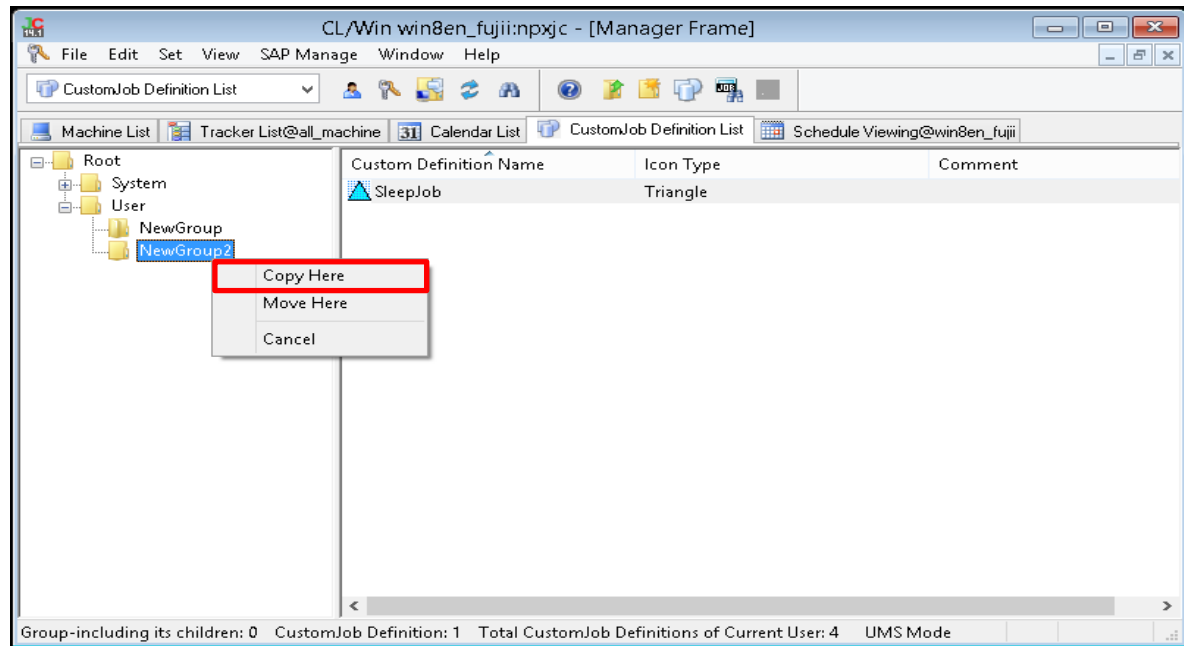 CL/Win win8en_fujii:npxjc - [Manager Frame]
File Edit Set View SAP Manage Window Help
CustomJob Definition List
Machine List Tracker List@all_machine 31 Calendar List CustomJob Definition List Schedule Viewing@win8en_fujii
Root
System
User
NewGroup
NewGroup2
Custom Definition Name Icon Type Comment
SleepJob Triangle
Copy Here
Move Here
Cancel
Group-including its children: 0 CustomJob Definition: 1 Total CustomJob Definitions of Current User: 4 UMS Mode